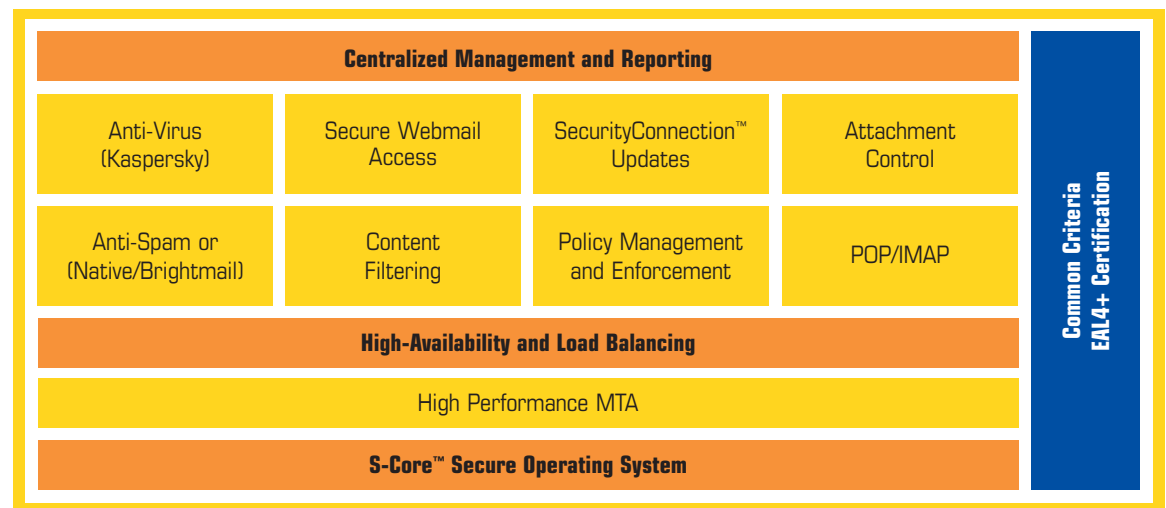 Centralized Management and Reporting
Anti-Virus
(Kaspersky)
Secure Webmail
Access
SecurityConnection™
Updates
Attachment
Control
Anti-Spam or
(Native/Brightmail)
Content
Filtering
Policy Management
and Enforcement
POP/IMAP
High-Availability and Load Balancing
High Performance MTA
S-Core™ Secure Operating System
Common Criteria
EAL4+ Certification